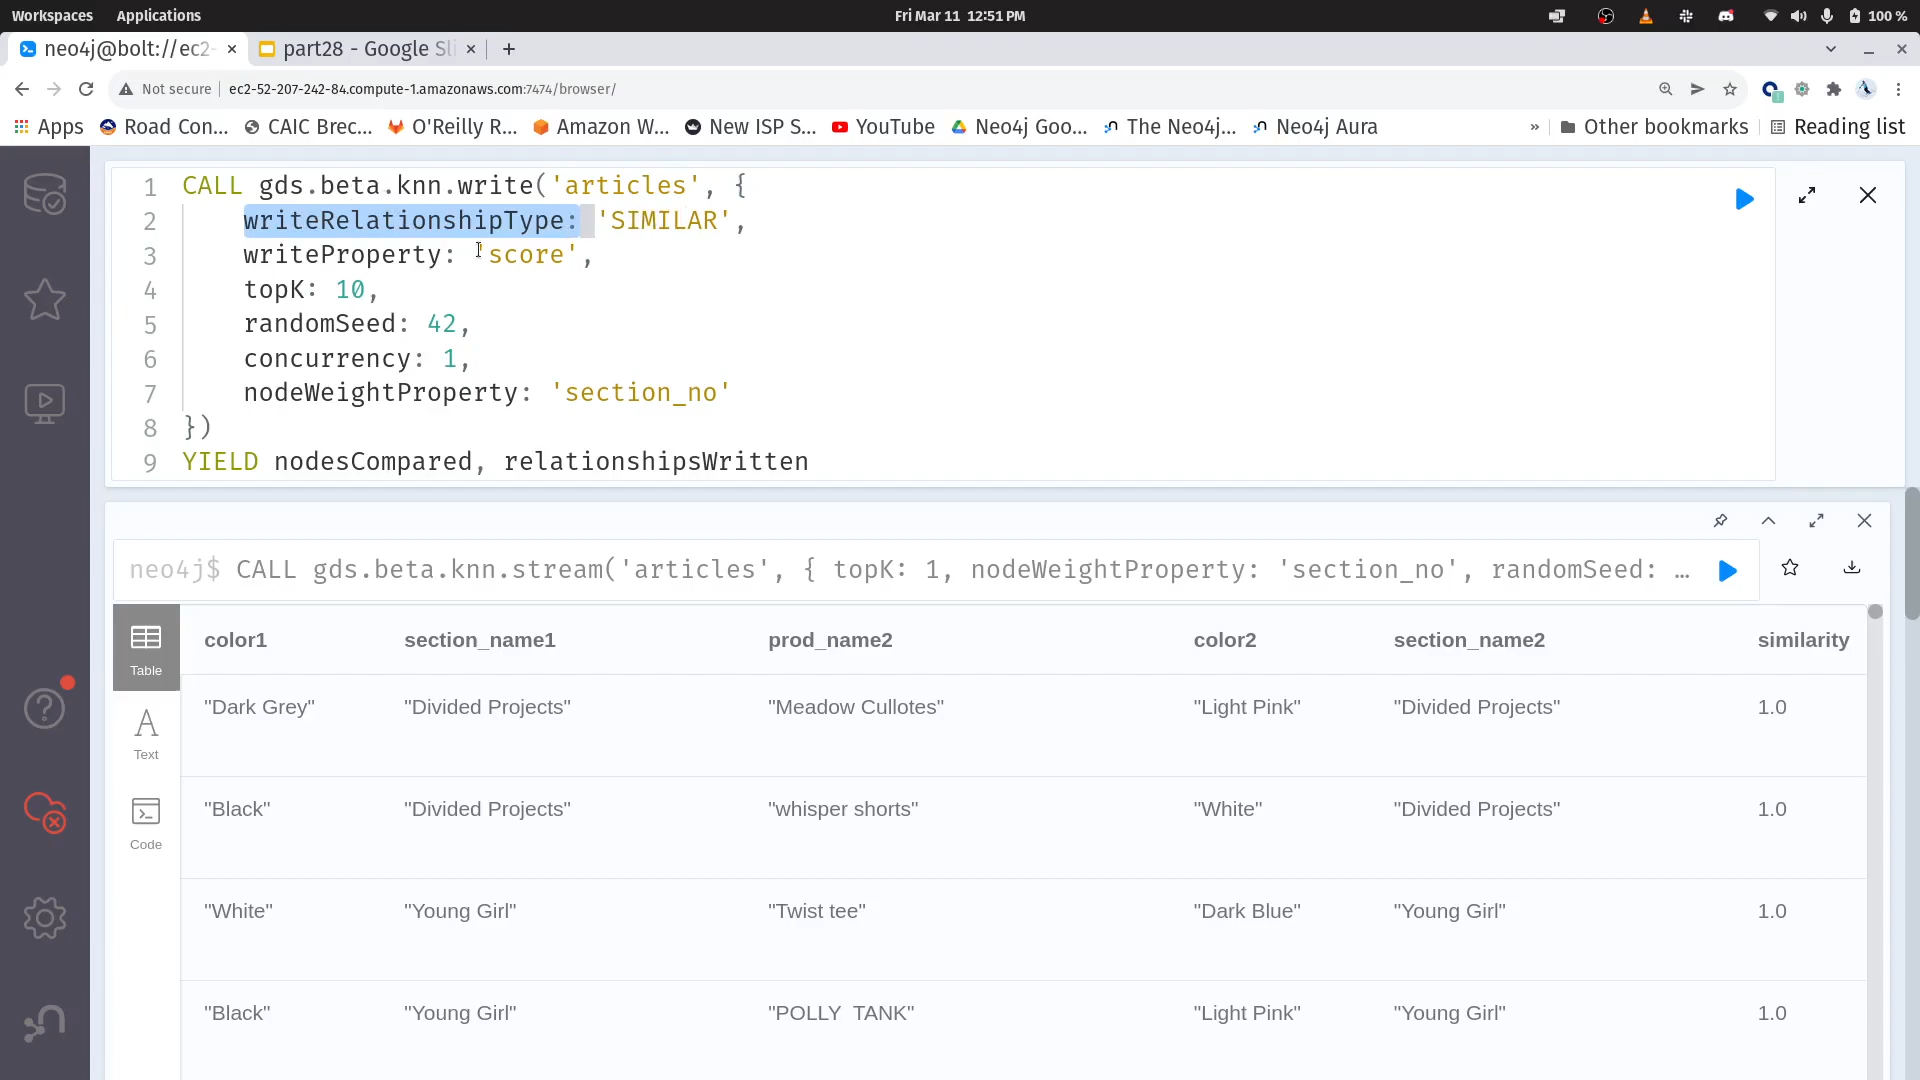 Workspaces Applications Fri Mar 11 12:51 PM 100 %
neo4j@bolt://ec2- part28 - Google Sli
Not secure ec2-52-207-242-84.compute-1.amazonaws.com:7474/browser/
Apps Road Con... CAIC Brec... O'Reilly R... Amazon W... New ISP S... YouTube Neo4j Goo... The Neo4j... Neo4j Aura » Other bookmarks Reading list
1 CALL gds.beta.knn.write('articles', {
2 writeRelationshipType: 'SIMILAR',
3 writeProperty: 'score',
4 topK: 10,
5 randomSeed: 42,
6 concurrency: 1,
7 nodeWeightProperty: 'section_no'
8 })
9 YIELD nodesCompared, relationshipsWritten
neo4j$ CALL gds.beta.knn.stream('articles', { topK: 1, nodeWeightProperty: 'section_no', randomSeed: …
Table
Text
Code
color1 section_name1 prod_name2 color2 section_name2 similarity
"Dark Grey" "Divided Projects" "Meadow Cullotes" "Light Pink" "Divided Projects" 1.0
"Black" "Divided Projects" "whisper shorts" "White" "Divided Projects" 1.0
"White" "Young Girl" "Twist tee" "Dark Blue" "Young Girl" 1.0
"Black" "Young Girl" "POLLY TANK" "Light Pink" "Young Girl" 1.0